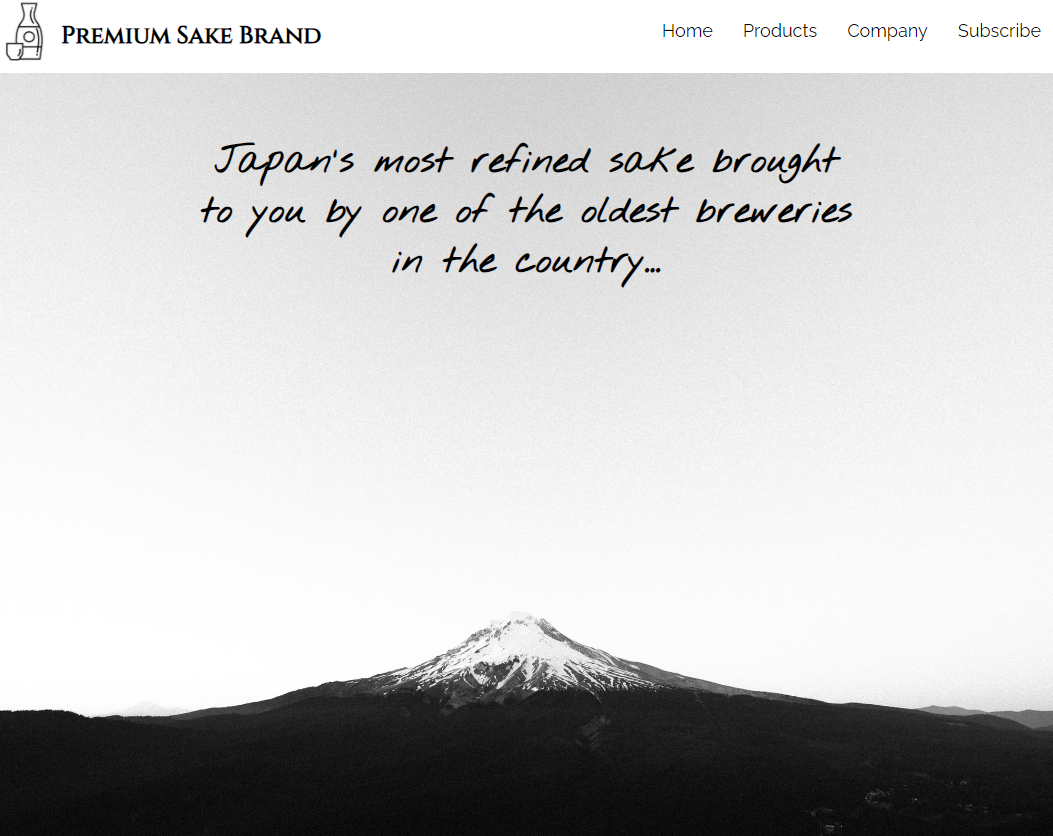 Premium Sake Brand
Home Products Company Subscribe
Japan's most refined sake brought
to you by one of the oldest breweries
in the country...